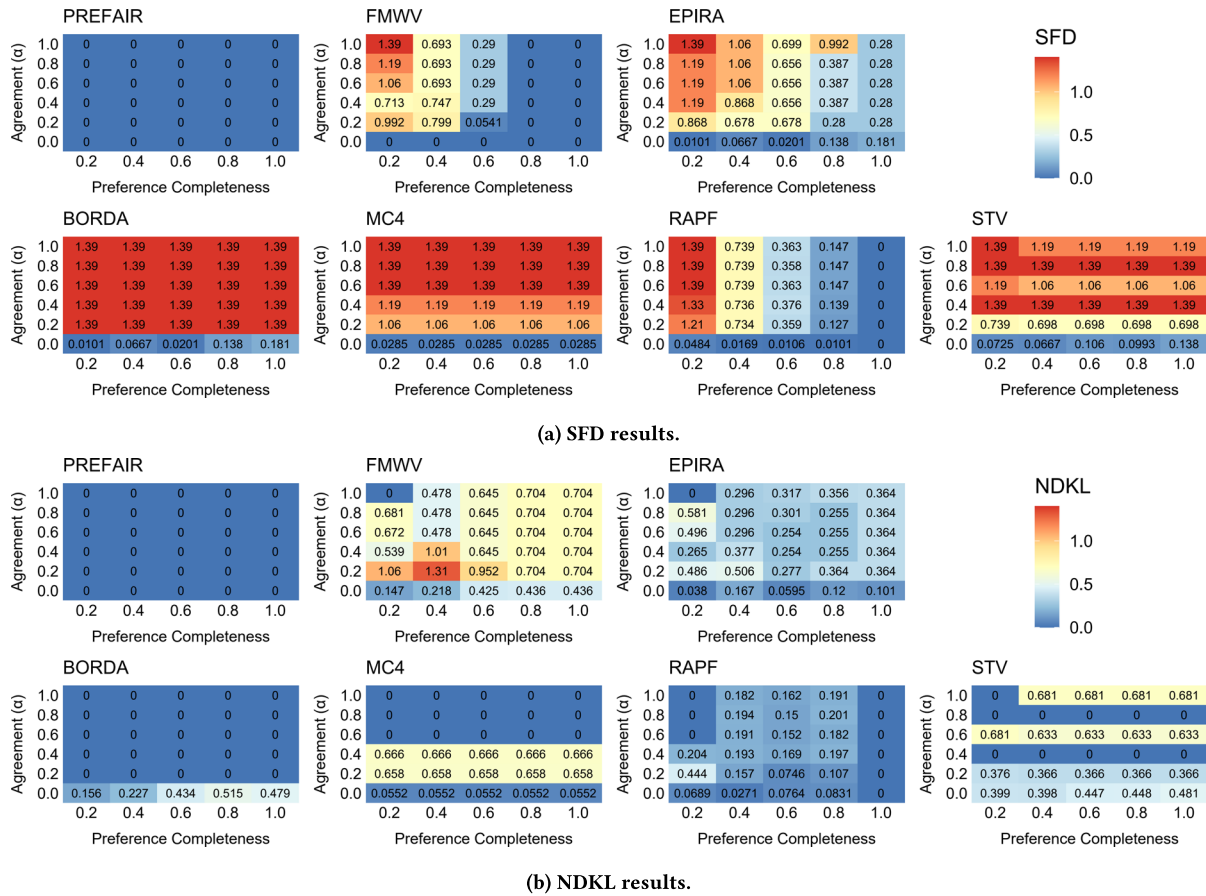 PREFAIR FMWV EPIRA
SFD
Agreement (α) 1.0 0 0 0 0 0 Agreement (α) 1.0 1.39 0.693 0.29 0 0 Agreement (α) 1.0 1.39 1.06 0.699 0.992 0.28
0.8 0 0 0 0 0 0.8 1.19 0.693 0.29 0 0 0.8 1.19 1.06 0.656 0.387 0.28
0.6 0 0 0 0 0 0.6 1.06 0.693 0.29 0 0 0.6 1.19 1.06 0.656 0.387 0.28 1.0
0.4 0 0 0 0 0 0.4 0.713 0.747 0.29 0 0 0.4 1.19 0.868 0.656 0.387 0.28 0.5
0.2 0 0 0 0 0 0.2 0.992 0.799 0.0541 0 0 0.2 0.868 0.678 0.678 0.28 0.28 0.0
0.0 0 0 0 0 0 0.0 0 0 0 0 0 0.0 0.0101 0.0667 0.0201 0.138 0.181
0.2 0.4 0.6 0.8 1.0 0.2 0.4 0.6 0.8 1.0 0.2 0.4 0.6 0.8 1.0
Preference Completeness Preference Completeness Preference Completeness
BORDA MC4 RAPF STV
Agreement (α) 1.0 1.39 1.39 1.39 1.39 1.39 Agreement (α) 1.0 1.39 1.39 1.39 1.39 1.39 Agreement (α) 1.0 1.39 0.739 0.363 0.147 0 Agreement (α) 1.0 1.39 1.19 1.19 1.19 1.19
0.8 1.39 1.39 1.39 1.39 1.39 0.8 1.39 1.39 1.39 1.39 1.39 0.8 1.39 0.739 0.358 0.147 0 0.8 1.39 1.39 1.39 1.39 1.39
0.6 1.39 1.39 1.39 1.39 1.39 0.6 1.39 1.39 1.39 1.39 1.39 0.6 1.39 0.739 0.363 0.147 0 0.6 1.19 1.06 1.06 1.06 1.06
0.4 1.39 1.39 1.39 1.39 1.39 0.4 1.19 1.19 1.19 1.19 1.19 0.4 1.33 0.736 0.376 0.139 0 0.4 1.39 1.39 1.39 1.39 1.39
0.2 1.39 1.39 1.39 1.39 1.39 0.2 1.06 1.06 1.06 1.06 1.06 0.2 1.21 0.734 0.359 0.127 0 0.2 0.739 0.698 0.698 0.698 0.698
0.0 0.0101 0.0667 0.0201 0.138 0.181 0.0 0.0285 0.0285 0.0285 0.0285 0.0285 0.0 0.0484 0.0169 0.0106 0.0101 0 0.0 0.0725 0.0667 0.106 0.0993 0.138
0.2 0.4 0.6 0.8 1.0 0.2 0.4 0.6 0.8 1.0 0.2 0.4 0.6 0.8 1.0 0.2 0.4 0.6 0.8 1.0
Preference Completeness Preference Completeness Preference Completeness Preference Completeness
(a) SFD results.
PREFAIR FMWV EPIRA
NDKL
Agreement (α) 1.0 0 0 0 0 0 Agreement (α) 1.0 0 0.478 0.645 0.704 0.704 Agreement (α) 1.0 0 0.296 0.317 0.356 0.364
0.8 0 0 0 0 0 0.8 0.681 0.478 0.645 0.704 0.704 0.8 0.581 0.296 0.301 0.255 0.364
0.6 0 0 0 0 0 0.6 0.672 0.478 0.645 0.704 0.704 0.6 0.496 0.296 0.254 0.255 0.364 1.0
0.4 0 0 0 0 0 0.4 0.539 1.01 0.645 0.704 0.704 0.4 0.265 0.377 0.254 0.255 0.364 0.5
0.2 0 0 0 0 0 0.2 1.06 1.31 0.952 0.704 0.704 0.2 0.486 0.506 0.277 0.364 0.364 0.0
0.0 0 0 0 0 0 0.0 0.147 0.218 0.425 0.436 0.436 0.0 0.038 0.167 0.0595 0.12 0.101
0.2 0.4 0.6 0.8 1.0 0.2 0.4 0.6 0.8 1.0 0.2 0.4 0.6 0.8 1.0
Preference Completeness Preference Completeness Preference Completeness
BORDA MC4 RAPF STV
Agreement (α) 1.0 0 0 0 0 0 Agreement (α) 1.0 0 0 0 0 0 Agreement (α) 1.0 0 0.182 0.162 0.191 0 Agreement (α) 1.0 0 0.681 0.681 0.681 0.681
0.8 0 0 0 0 0 0.8 0 0 0 0 0 0.8 0 0.194 0.15 0.201 0 0.8 0 0 0 0 0
0.6 0 0 0 0 0 0.6 0 0 0 0 0 0.6 0 0.191 0.152 0.182 0 0.6 0.681 0.633 0.633 0.633 0.633
0.4 0 0 0 0 0 0.4 0.666 0.666 0.666 0.666 0.666 0.4 0.204 0.193 0.169 0.197 0 0.4 0 0 0 0 0
0.2 0 0 0 0 0 0.2 0.658 0.658 0.658 0.658 0.658 0.2 0.444 0.157 0.0746 0.107 0 0.2 0.376 0.366 0.366 0.366 0.366
0.0 0.156 0.227 0.434 0.515 0.479 0.0 0.0552 0.0552 0.0552 0.0552 0.0552 0.0 0.0689 0.0271 0.0764 0.0831 0 0.0 0.399 0.398 0.447 0.448 0.481
0.2 0.4 0.6 0.8 1.0 0.2 0.4 0.6 0.8 1.0 0.2 0.4 0.6 0.8 1.0 0.2 0.4 0.6 0.8 1.0
Preference Completeness Preference Completeness Preference Completeness Preference Completeness
(b) NDKL results.